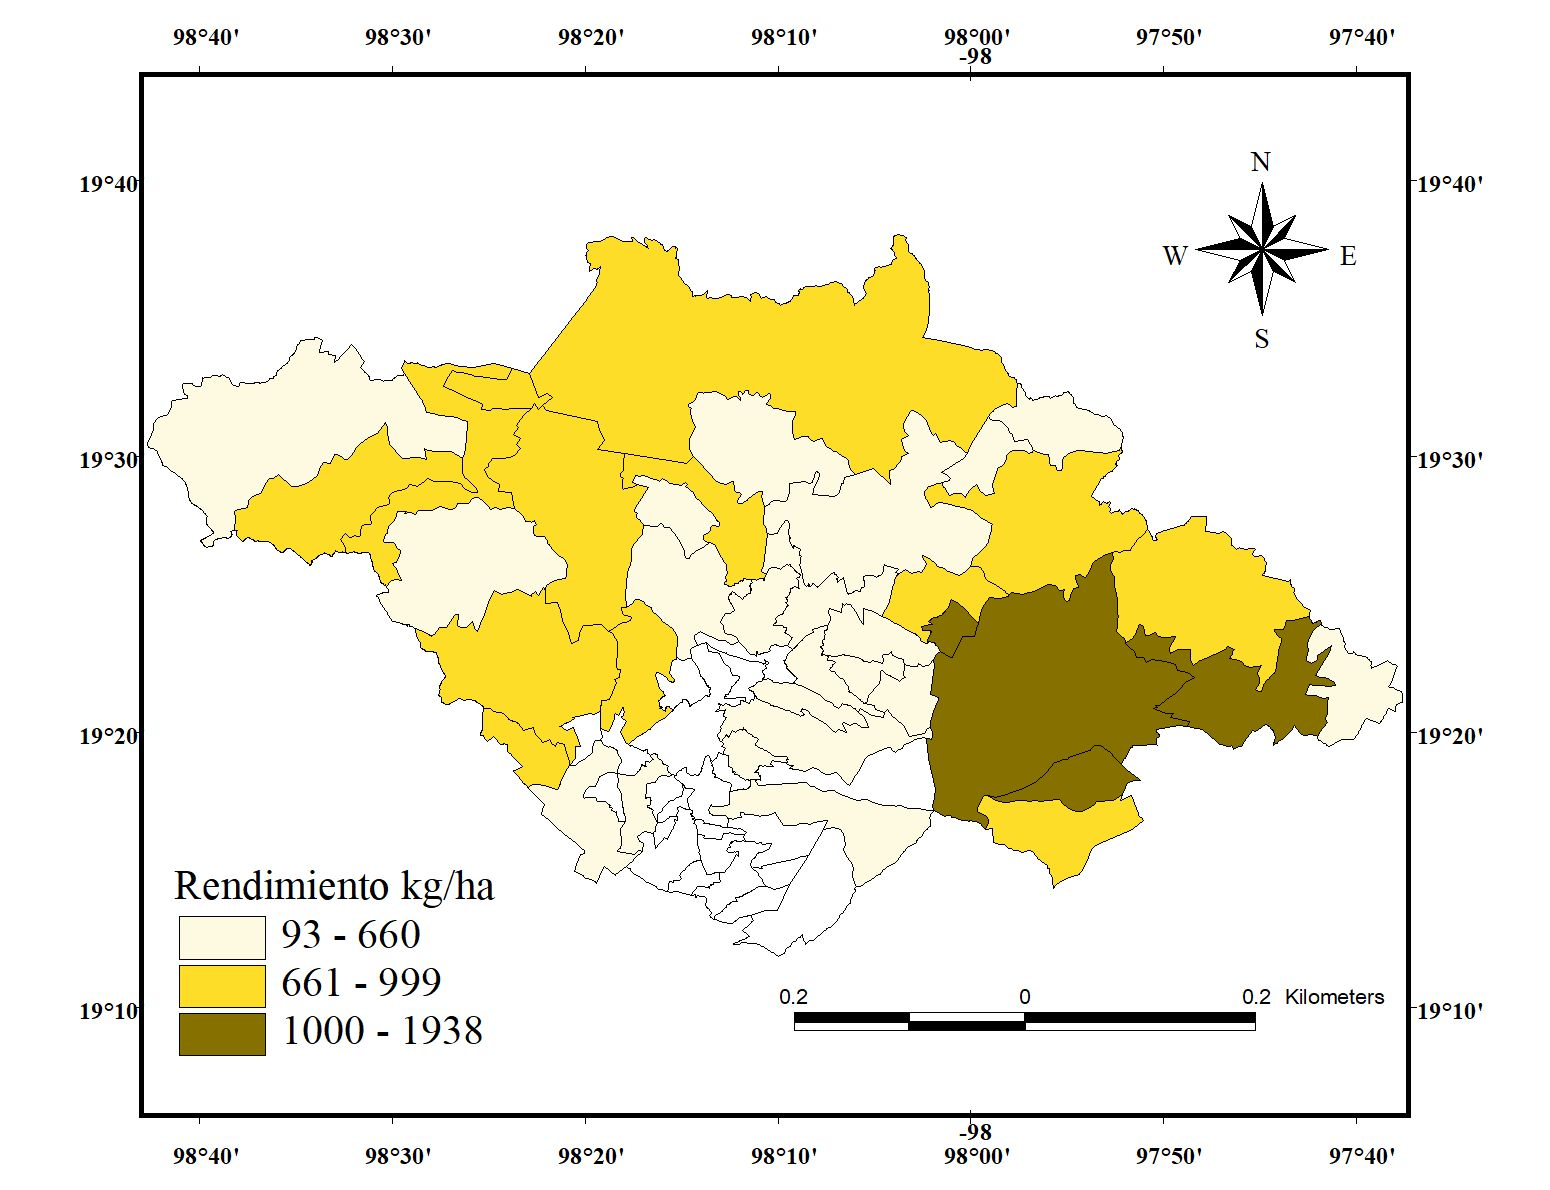 98°40' 98°30' 98°20' 98°10' 98°00' 97°50' 97°40'
-98
N
19°40' 19°40'
W E
S
19°30' 19°30'
19°20' 19°20'
Rendimiento kg/ha
93 - 660
661 - 999
1000 - 1938
0.2 0 0.2 Kilometers
19°10' 19°10'
-98
98°40' 98°30' 98°20' 98°10' 98°00' 97°50' 97°40'